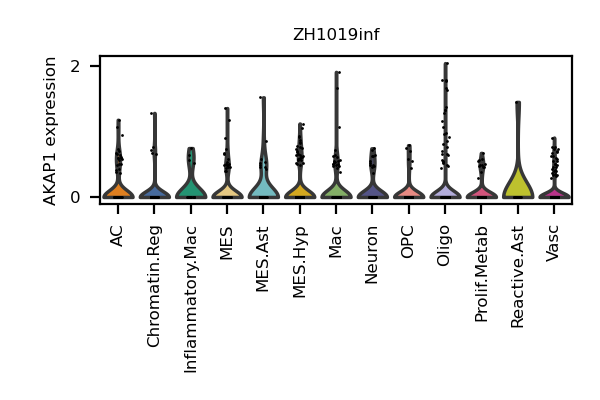 ZH1019inf
AKAP1 expression
2
0
AC
Chromatin.Reg
Inflammatory.Mac
MES
MES.Ast
MES.Hyp
Mac
Neuron
OPC
Oligo
Prolif.Metab
Reactive.Ast
Vasc